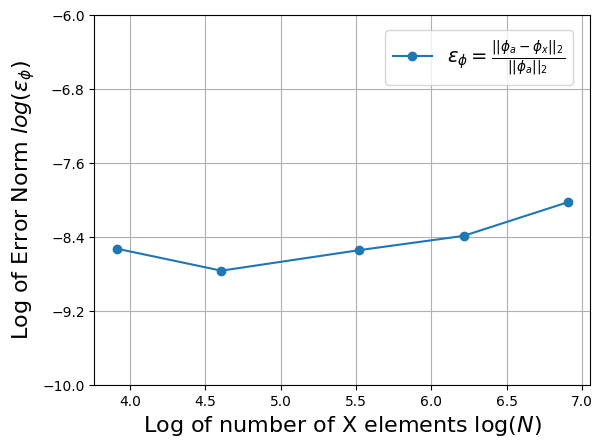 −6.0
−6.8
−7.6
−8.4
−9.2
−10.0
Log of Error Norm log(ε_ϕ)
ε_ϕ = ||ϕ_a − ϕ_x||_2 / ||ϕ_a||_2
4.0 4.5 5.0 5.5 6.0 6.5 7.0
Log of number of X elements log(N)